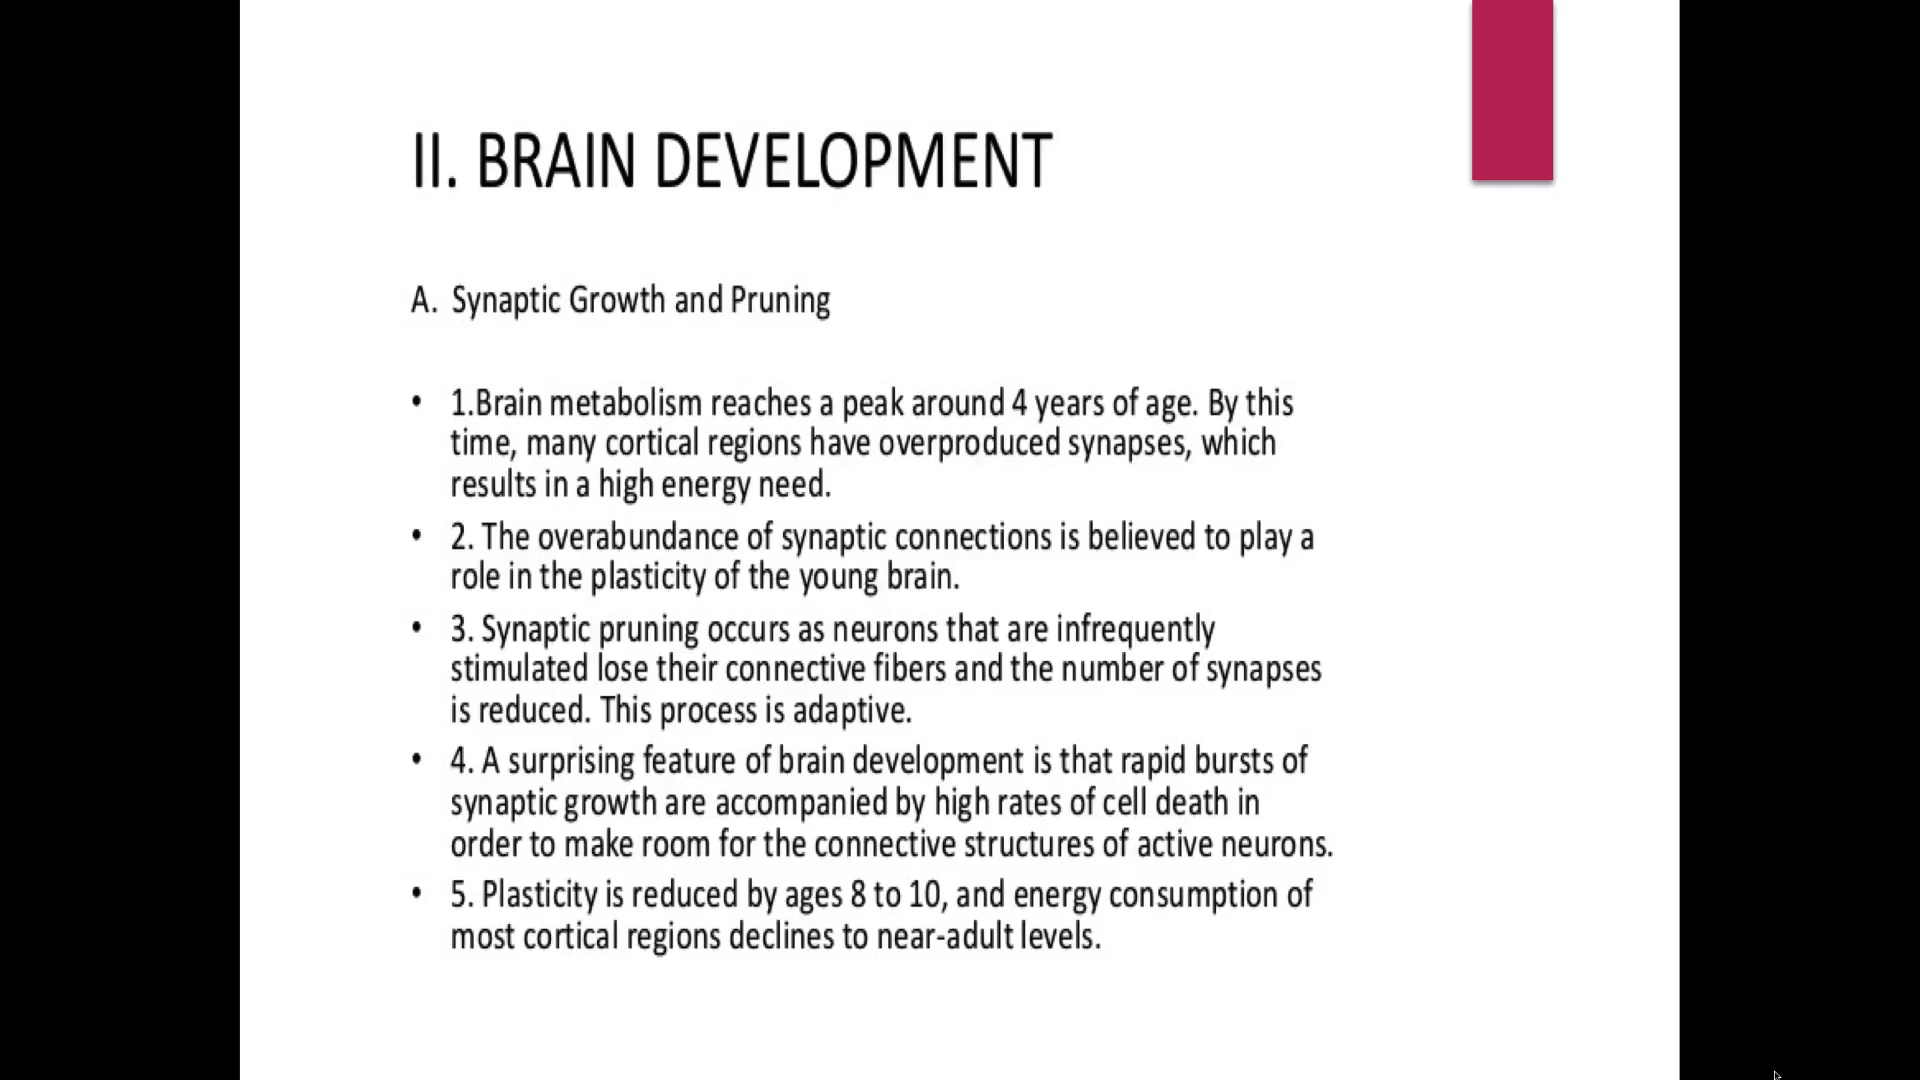 II. BRAIN DEVELOPMENT
A. Synaptic Growth and Pruning
• 1.Brain metabolism reaches a peak around 4 years of age. By this
time, many cortical regions have overproduced synapses, which
results in a high energy need.
• 2. The overabundance of synaptic connections is believed to play a
role in the plasticity of the young brain.
• 3. Synaptic pruning occurs as neurons that are infrequently
stimulated lose their connective fibers and the number of synapses
is reduced. This process is adaptive.
• 4. A surprising feature of brain development is that rapid bursts of
synaptic growth are accompanied by high rates of cell death in
order to make room for the connective structures of active neurons.
• 5. Plasticity is reduced by ages 8 to 10, and energy consumption of
most cortical regions declines to near-adult levels.